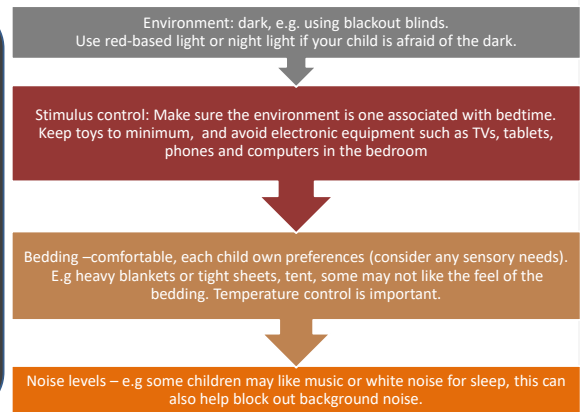 Environment: dark, e.g. using blackout blinds.
Use red-based light or night light if your child is afraid of the dark.
Stimulus control: Make sure the environment is one associated with bedtime.
Keep toys to minimum,  and avoid electronic equipment such as TVs, tablets,
phones and computers in the bedroom
Bedding –comfortable, each child own preferences (consider any sensory needs).
E.g heavy blankets or tight sheets, tent, some may not like the feel of the
bedding. Temperature control is important.
Noise levels – e.g some children may like music or white noise for sleep, this can
also help block out background noise.